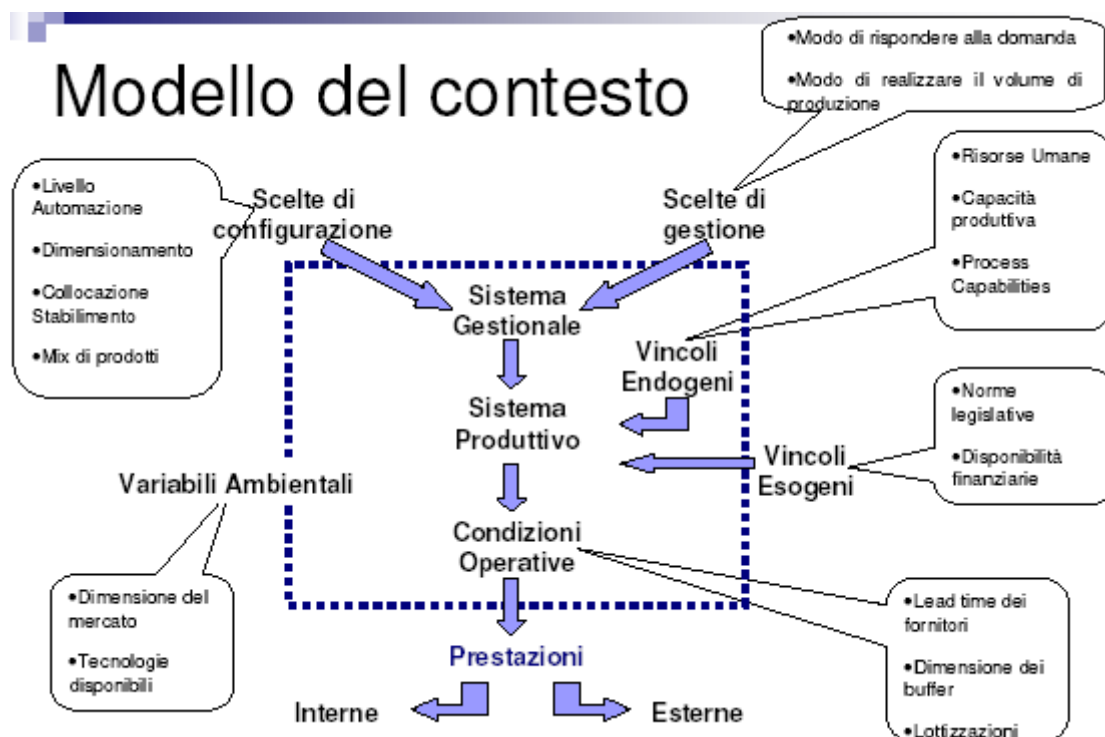 •Modo di rispondere alla domanda
•Modo di realizzare il volume di
produzione
Modello del contesto
•Livello
Automazione
•Dimensionamento
•Collocazione
Stabilimento
•Mix di prodotti
Scelte di
configurazione
Scelte di
gestione
•Risorse Umane
•Capacità
produttiva
•Process
Capabilities
Sistema
Gestionale
Vincoli
Endogeni
Sistema
Produttivo
•Norme
legislative
•Disponibilità
finanziarie
Vincoli
Esogeni
Variabili Ambientali
Condizioni
Operative
•Dimensione del
mercato
•Tecnologie
disponibili
•Lead time dei
fornitori
•Dimensione dei
buffer
•Lottizzazioni
Prestazioni
Interne
Esterne